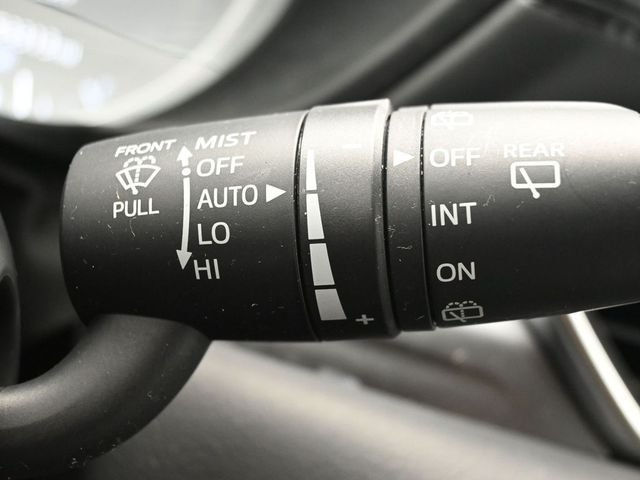 FRONT
PULL
MIST
OFF
AUTO
LO
HI
-
+
OFF
INT
ON
REAR